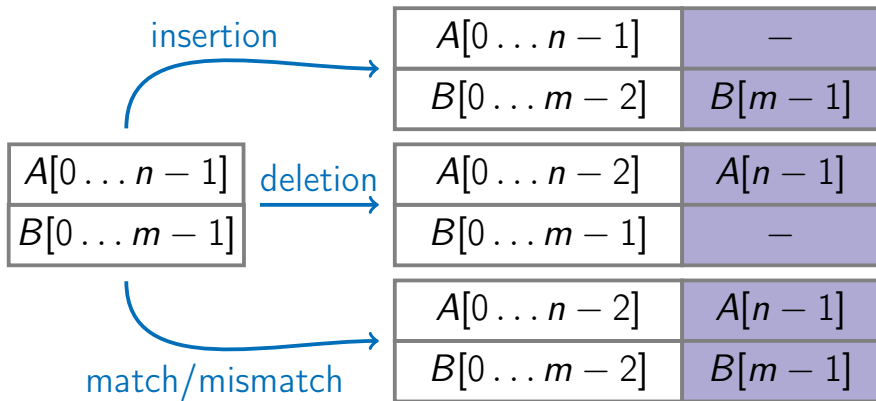 insertion
A[0 … n − 1] −
B[0 … m − 2] B[m − 1]
A[0 … n − 1]
B[0 … m − 1]
deletion
A[0 … n − 2] A[n − 1]
B[0 … m − 1] −
match/mismatch
A[0 … n − 2] A[n − 1]
B[0 … m − 2] B[m − 1]